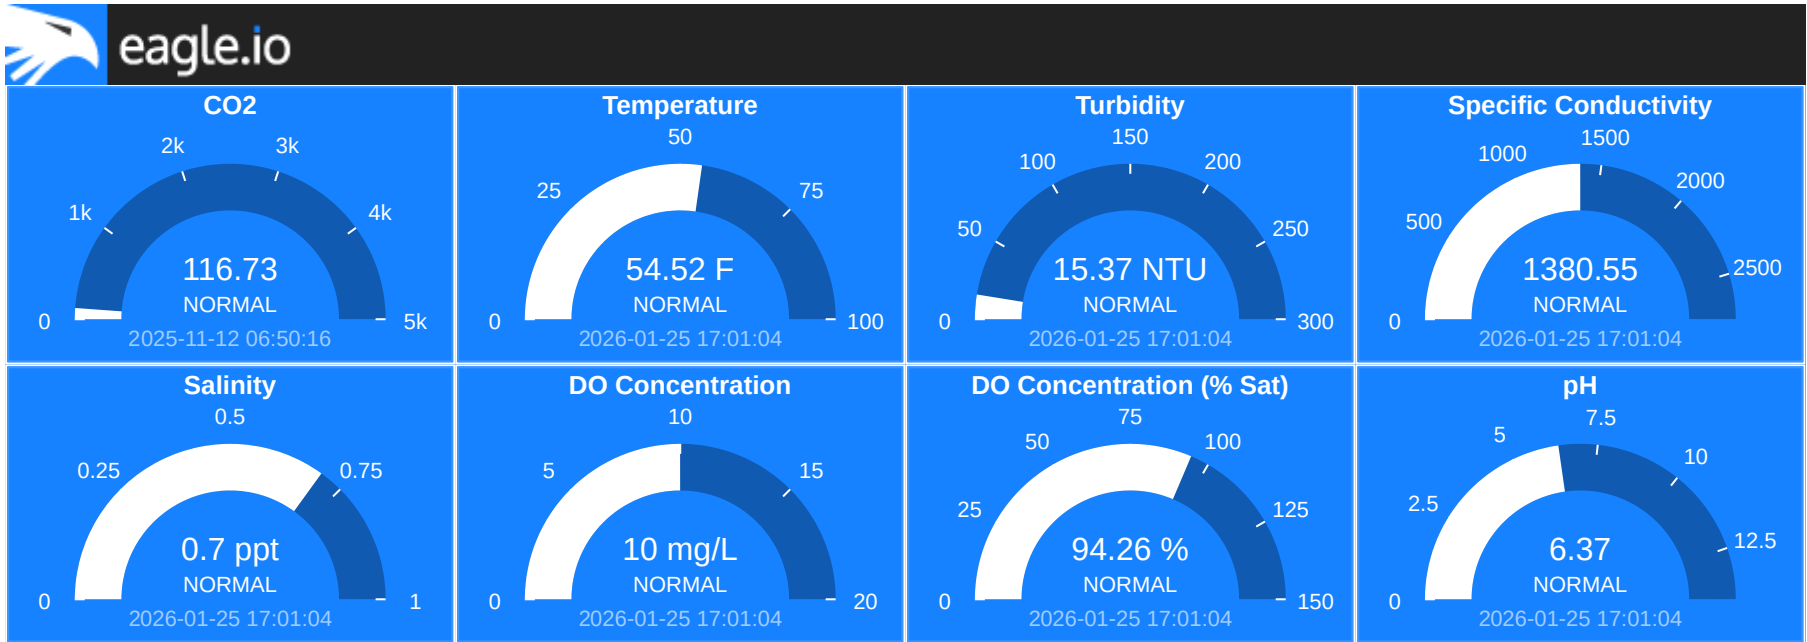 eagle.io
CO2
0
1k
2k
3k
4k
5k
116.73
NORMAL
2025-11-12 06:50:16
Temperature
0
25
50
75
100
54.52 F
NORMAL
2026-01-25 17:01:04
Turbidity
0
50
100
150
200
250
300
15.37 NTU
NORMAL
2026-01-25 17:01:04
Specific Conductivity
0
500
1000
1500
2000
2500
1380.55
NORMAL
2026-01-25 17:01:04
Salinity
0
0.25
0.5
0.75
1
0.7 ppt
NORMAL
2026-01-25 17:01:04
DO Concentration
0
5
10
15
20
10 mg/L
NORMAL
2026-01-25 17:01:04
DO Concentration (% Sat)
0
25
50
75
100
125
150
94.26 %
NORMAL
2026-01-25 17:01:04
pH
0
2.5
5
7.5
10
12.5
6.37
NORMAL
2026-01-25 17:01:04